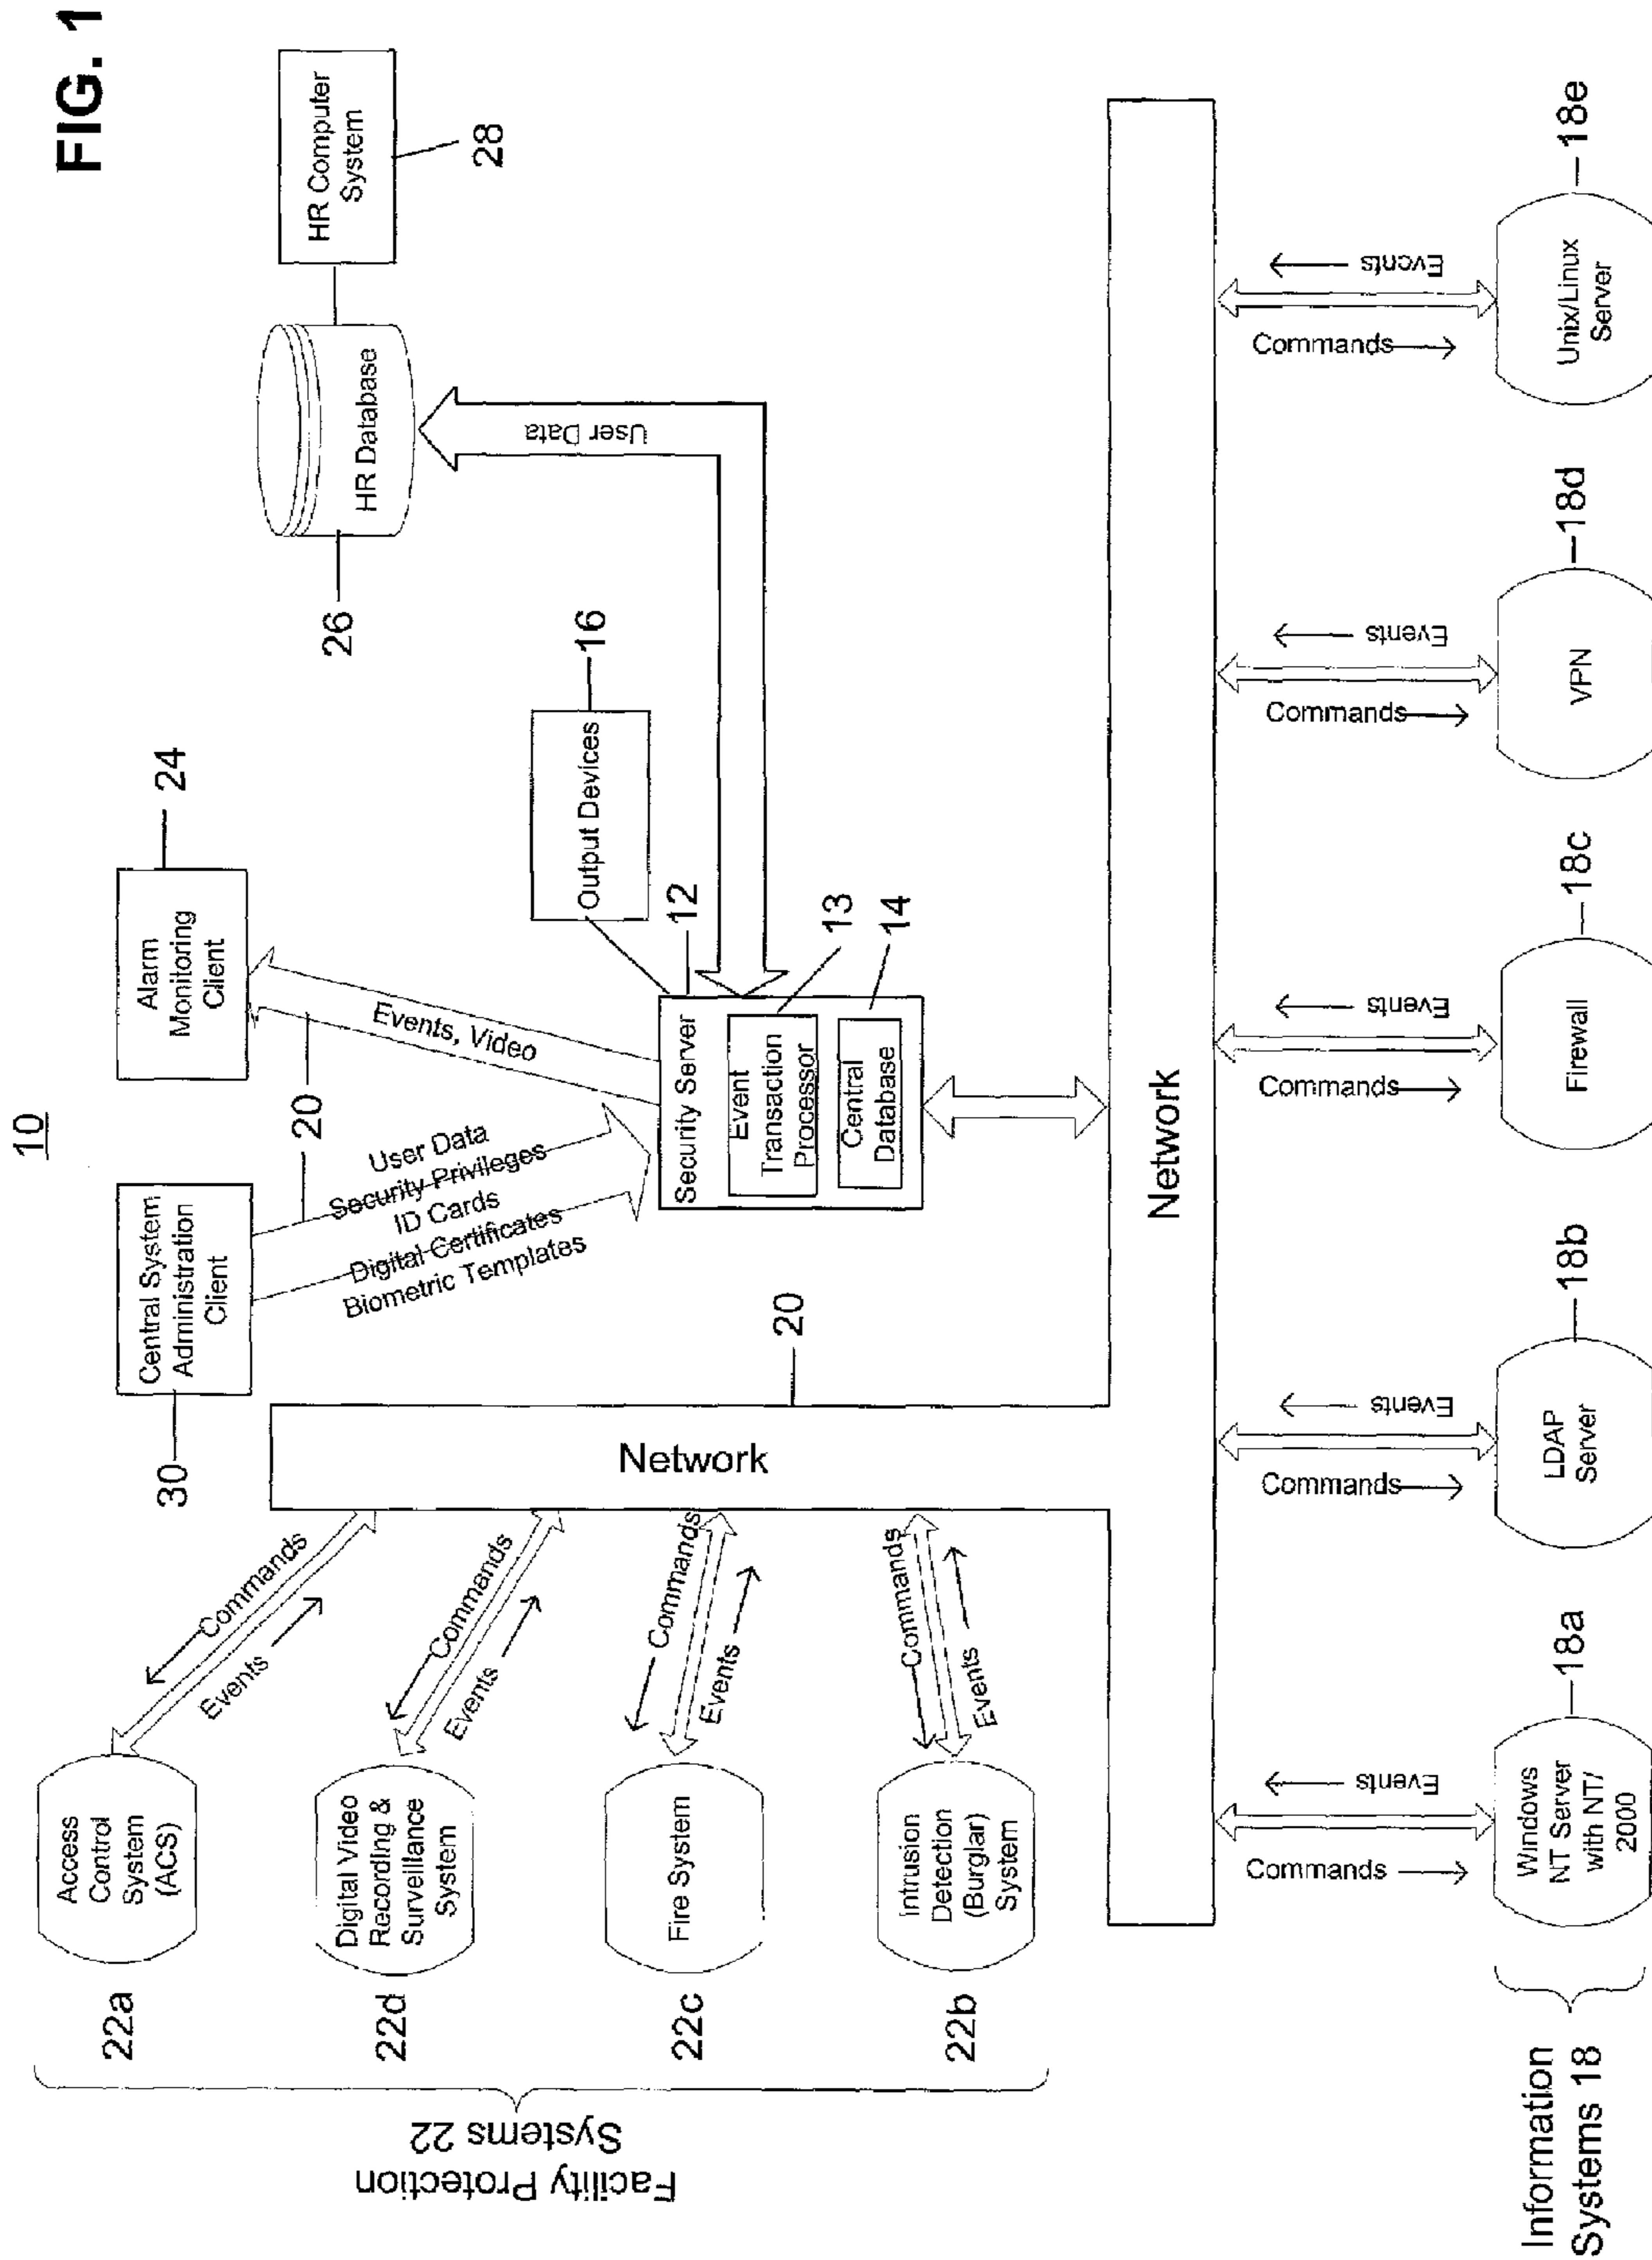 FIG. 1
10
Central System
Administration
Client
30
20
User Data
Security Privileges
ID Cards
Digital Certificates
Biometric Templates
Alarm
Monitoring
Client
24
20
Events, Video
HR Database
26
HR Computer
System
28
User Data
Output Devices
16
Security Server
12
Event
Transaction
Processor
13
Central
Database
14
Facility Protection
Systems 22
Access
Control
System
(ACS)
22a
Commands
Events
Digital Video
Recording &
Surveillance
System
22d
Commands
Events
Fire System
22c
Commands
Events
Intrusion
Detection
(Burglar)
System
22b
Commands
Events
Network
20
Network
Commands
Events
Commands
Events
Commands
Events
Commands
Events
Commands
Events
Information
Systems 18
Windows
NT Server
with NT/
2000
18a
LDAP
Server
18b
Firewall
18c
VPN
18d
Unix/Linux
Server
18e